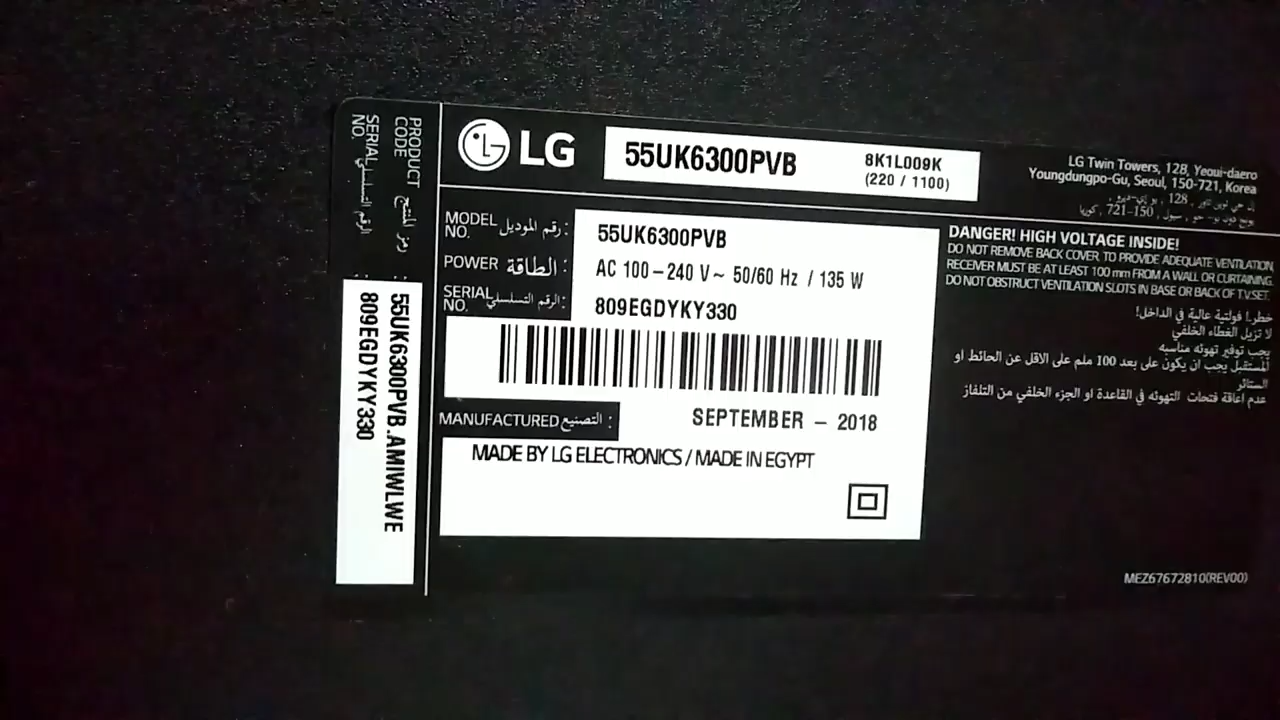 PRODUCT CODE رمز المنتج :
55UK6300PVB.AMIWLWE
SERIAL NO. الرقم التسلسلي :
809EGDYKY330
LG
55UK6300PVB
8K1L009K
(220 / 1100)
LG Twin Towers, 128, Yeoui-daero
Youngdungpo-Gu, Seoul, 150-721, Korea
MODEL NO. رقم الموديل :
55UK6300PVB
POWER الطاقة :
AC 100-240 V~ 50/60 Hz / 135 W
SERIAL NO. الرقم التسلسلي :
809EGDYKY330
MANUFACTURED التصنيع :
SEPTEMBER - 2018
MADE BY LG ELECTRONICS / MADE IN EGYPT
DANGER! HIGH VOLTAGE INSIDE!
DO NOT REMOVE BACK COVER. TO PROVIDE ADEQUATE VENTILATION,
RECEIVER MUST BE AT LEAST 100 mm FROM A WALL OR CURTAINING.
DO NOT OBSTRUCT VENTILATION SLOTS IN BASE OR BACK OF T.V.SET.
خطر! فولتية عالية في الداخل!
لا تزيل الغطاء الخلفي
يجب توفير تهوئه مناسبه
المستقبل يجب ان يكون على بعد 100 ملم على الاقل عن الحائط او
الستائر
عدم اعاقة فتحات التهوئه في القاعدة او الجزء الخلفي من التلفاز
MEZ67672810(REV00)